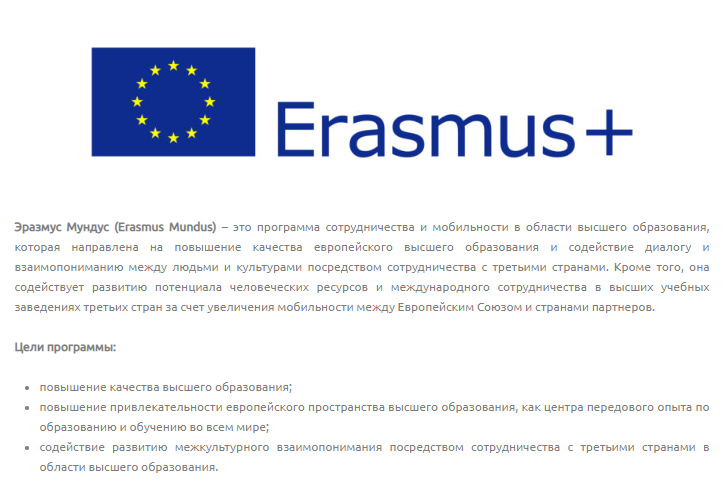 Erasmus+
Эразмус Мундус (Erasmus Mundus) – это программа сотрудничества и мобильности в области высшего образования,
которая направлена на повышение качества европейского высшего образования и содействие диалогу и
взаимопониманию между людьми и культурами посредством сотрудничества с третьими странами. Кроме того, она
содействует развитию потенциала человеческих ресурсов и международного сотрудничества в высших учебных
заведениях третьих стран за счет увеличения мобильности между Европейским Союзом и странами партнеров.
Цели программы:
• повышение качества высшего образования;
• повышение привлекательности европейского пространства высшего образования, как центра передового опыта по
образованию и обучению во всем мире;
• содействие развитию межкультурного взаимопонимания посредством сотрудничества с третьими странами в
области высшего образования.